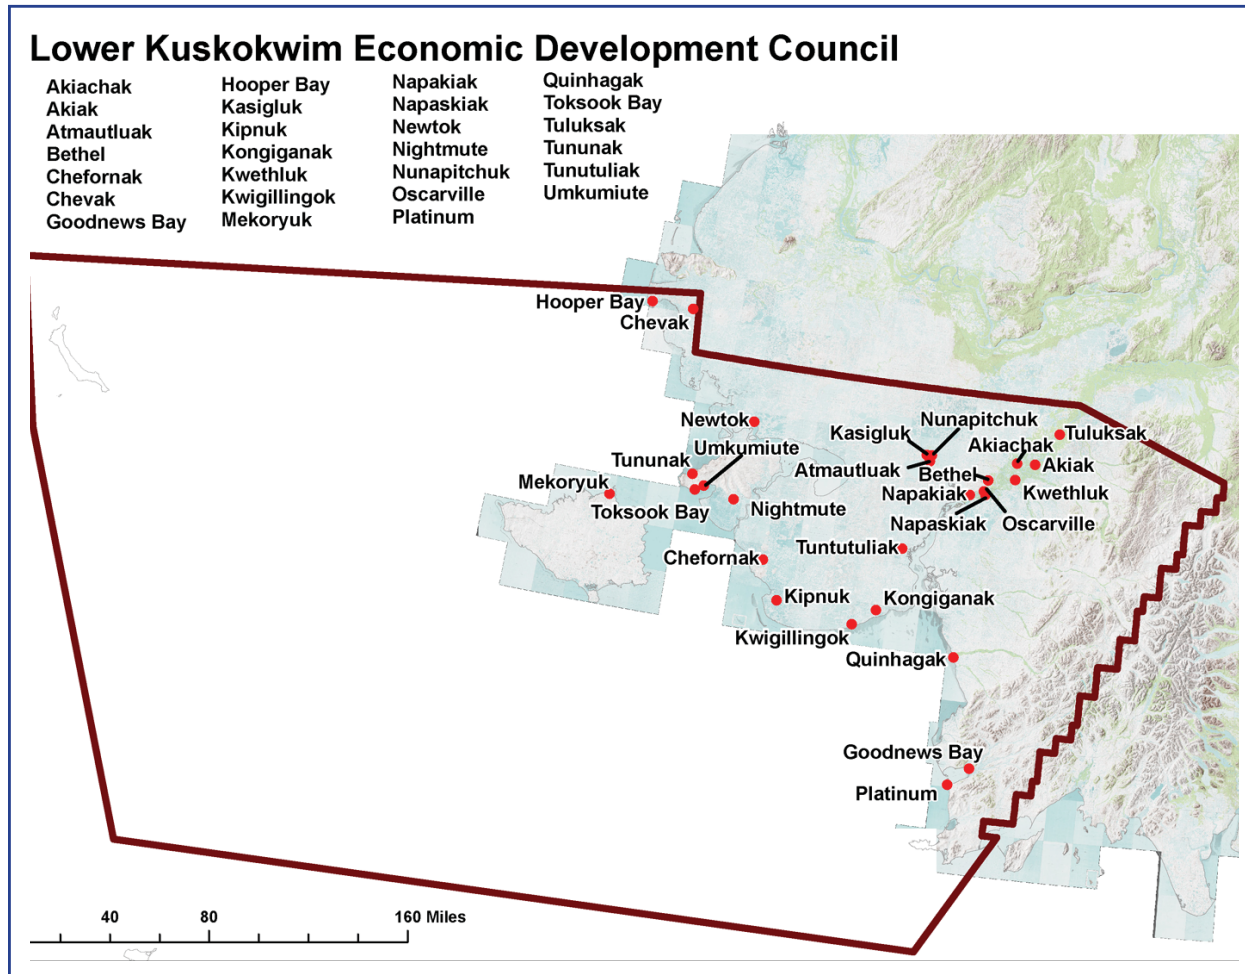 Lower Kuskokwim Economic Development Council
Akiachak
Akiak
Atmautluak
Bethel
Chefornak
Chevak
Goodnews Bay
Hooper Bay
Kasigluk
Kipnuk
Kongiganak
Kwethluk
Kwigillingok
Mekoryuk
Napakiak
Napaskiak
Newtok
Nightmute
Nunapitchuk
Oscarville
Platinum
Quinhagak
Toksook Bay
Tuluksak
Tununak
Tunutuliak
Umkumiute
Hooper Bay
Chevak
Newtok
Umkumiute
Tununak
Mekoryuk
Toksook Bay
Nightmute
Kasigluk
Nunapitchuk
Akiachak
Tuluksak
Atmautluak
Bethel
Akiak
Napakiak
Kwethluk
Napaskiak
Oscarville
Tuntutuliak
Chefornak
Kipnuk
Kongiganak
Kwigillingok
Quinhagak
Goodnews Bay
Platinum
40 80 160 Miles